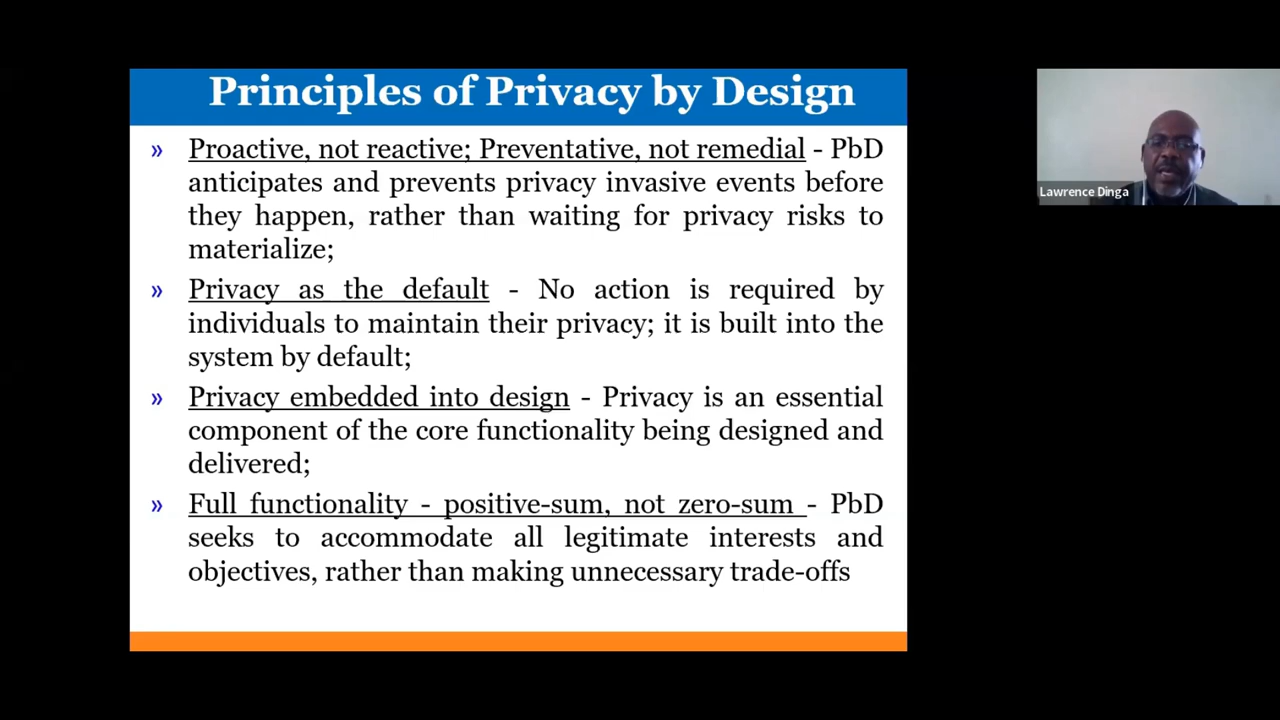 Principles of Privacy by Design
» Proactive, not reactive; Preventative, not remedial - PbD
anticipates and prevents privacy invasive events before
they happen, rather than waiting for privacy risks to
materialize;
» Privacy as the default - No action is required by
individuals to maintain their privacy; it is built into the
system by default;
» Privacy embedded into design - Privacy is an essential
component of the core functionality being designed and
delivered;
» Full functionality - positive-sum, not zero-sum - PbD
seeks to accommodate all legitimate interests and
objectives, rather than making unnecessary trade-offs
Lawrence Dinga